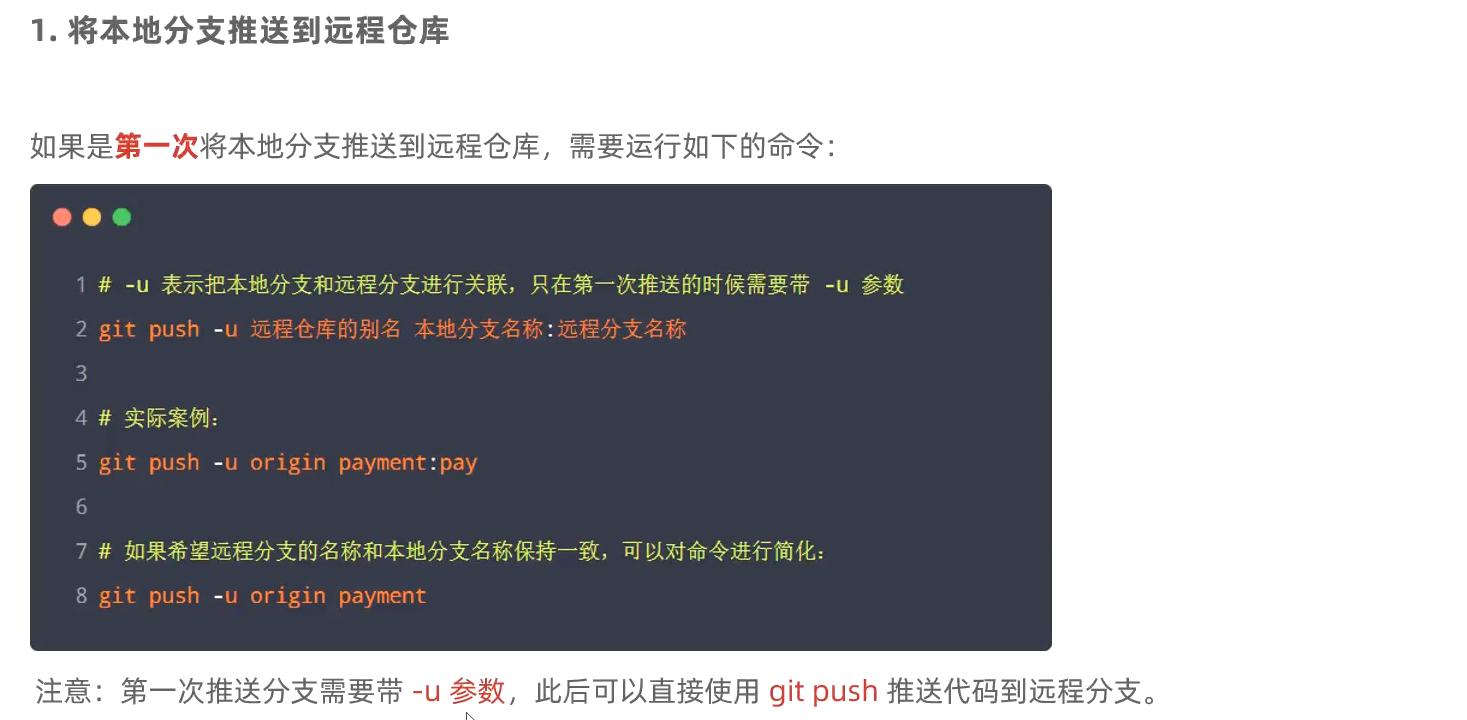 1. 将本地分支推送到远程仓库
如果是第一次将本地分支推送到远程仓库，需要运行如下的命令：
1 # -u 表示把本地分支和远程分支进行关联，只在第一次推送的时候需要带 -u 参数
2 git push -u 远程仓库的别名 本地分支名称:远程分支名称
3
4 # 实际案例：
5 git push -u origin payment:pay
6
7 # 如果希望远程分支的名称和本地分支名称保持一致，可以对命令进行简化：
8 git push -u origin payment
注意：第一次推送分支需要带 -u 参数，此后可以直接使用 git push 推送代码到远程分支。